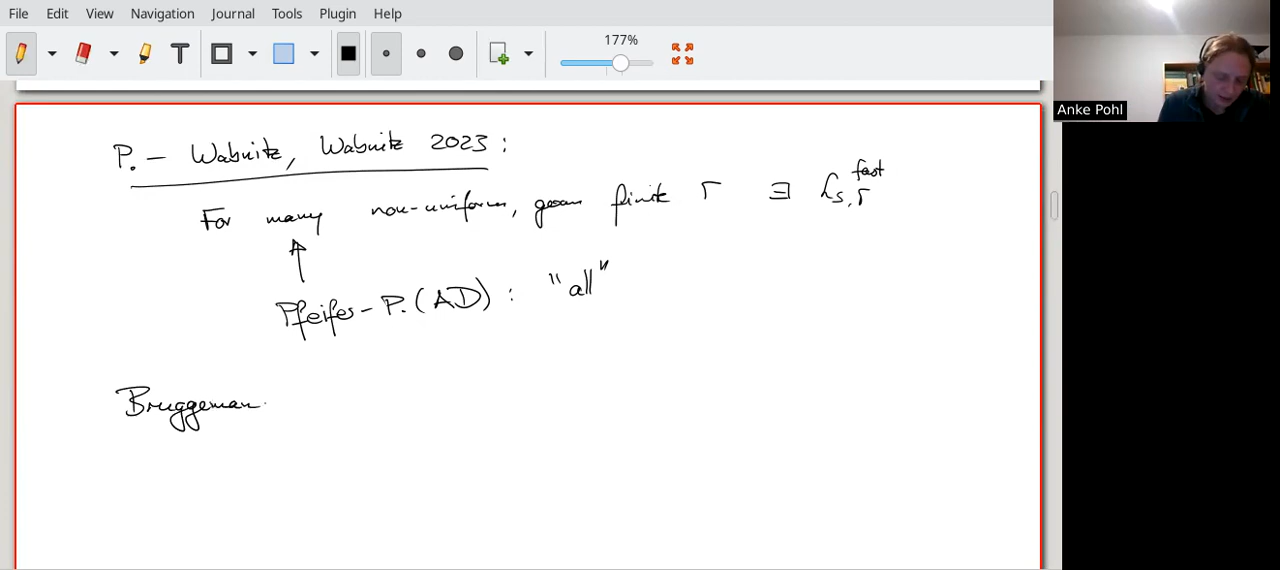 File Edit View Navigation Journal Tools Plugin Help
177%
Anke Pohl
P. – Wabnitz, Wabnitz 2023 :
For many non-uniform, geom finite Γ ∃ ℒ_{s,Γ}^{fast}
↑
Pfeifer – P. (AD) : "all"
Bruggeman